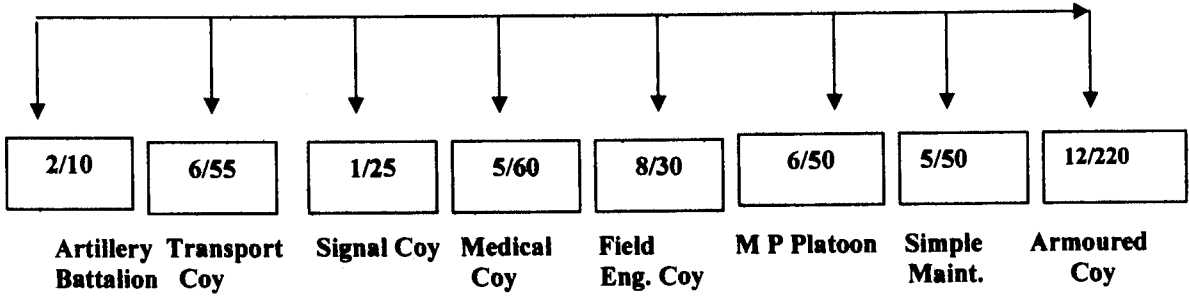 2/10
6/55
1/25
5/60
8/30
6/50
5/50
12/220
Artillery
Battalion
Transport
Coy
Signal Coy
Medical
Coy
Field
Eng. Coy
M P Platoon
Simple
Maint.
Armoured
Coy